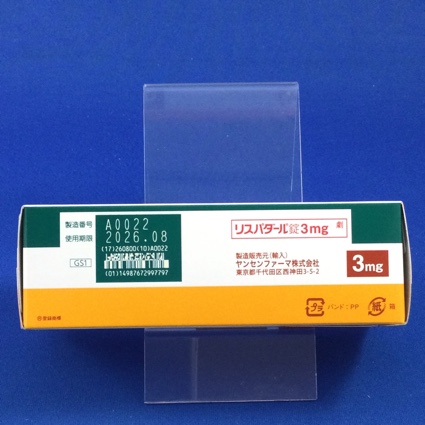 製造番号 A0022
使用期限 2026.08
(17)260800(10)A0022
GS1
(01)14987672997797
リスパダール錠3mg 劇
製造販売元(輸入)
ヤンセンファーマ株式会社
東京都千代田区西神田3-5-2
3mg
プラ バンド:PP 紙 箱
®登録商標